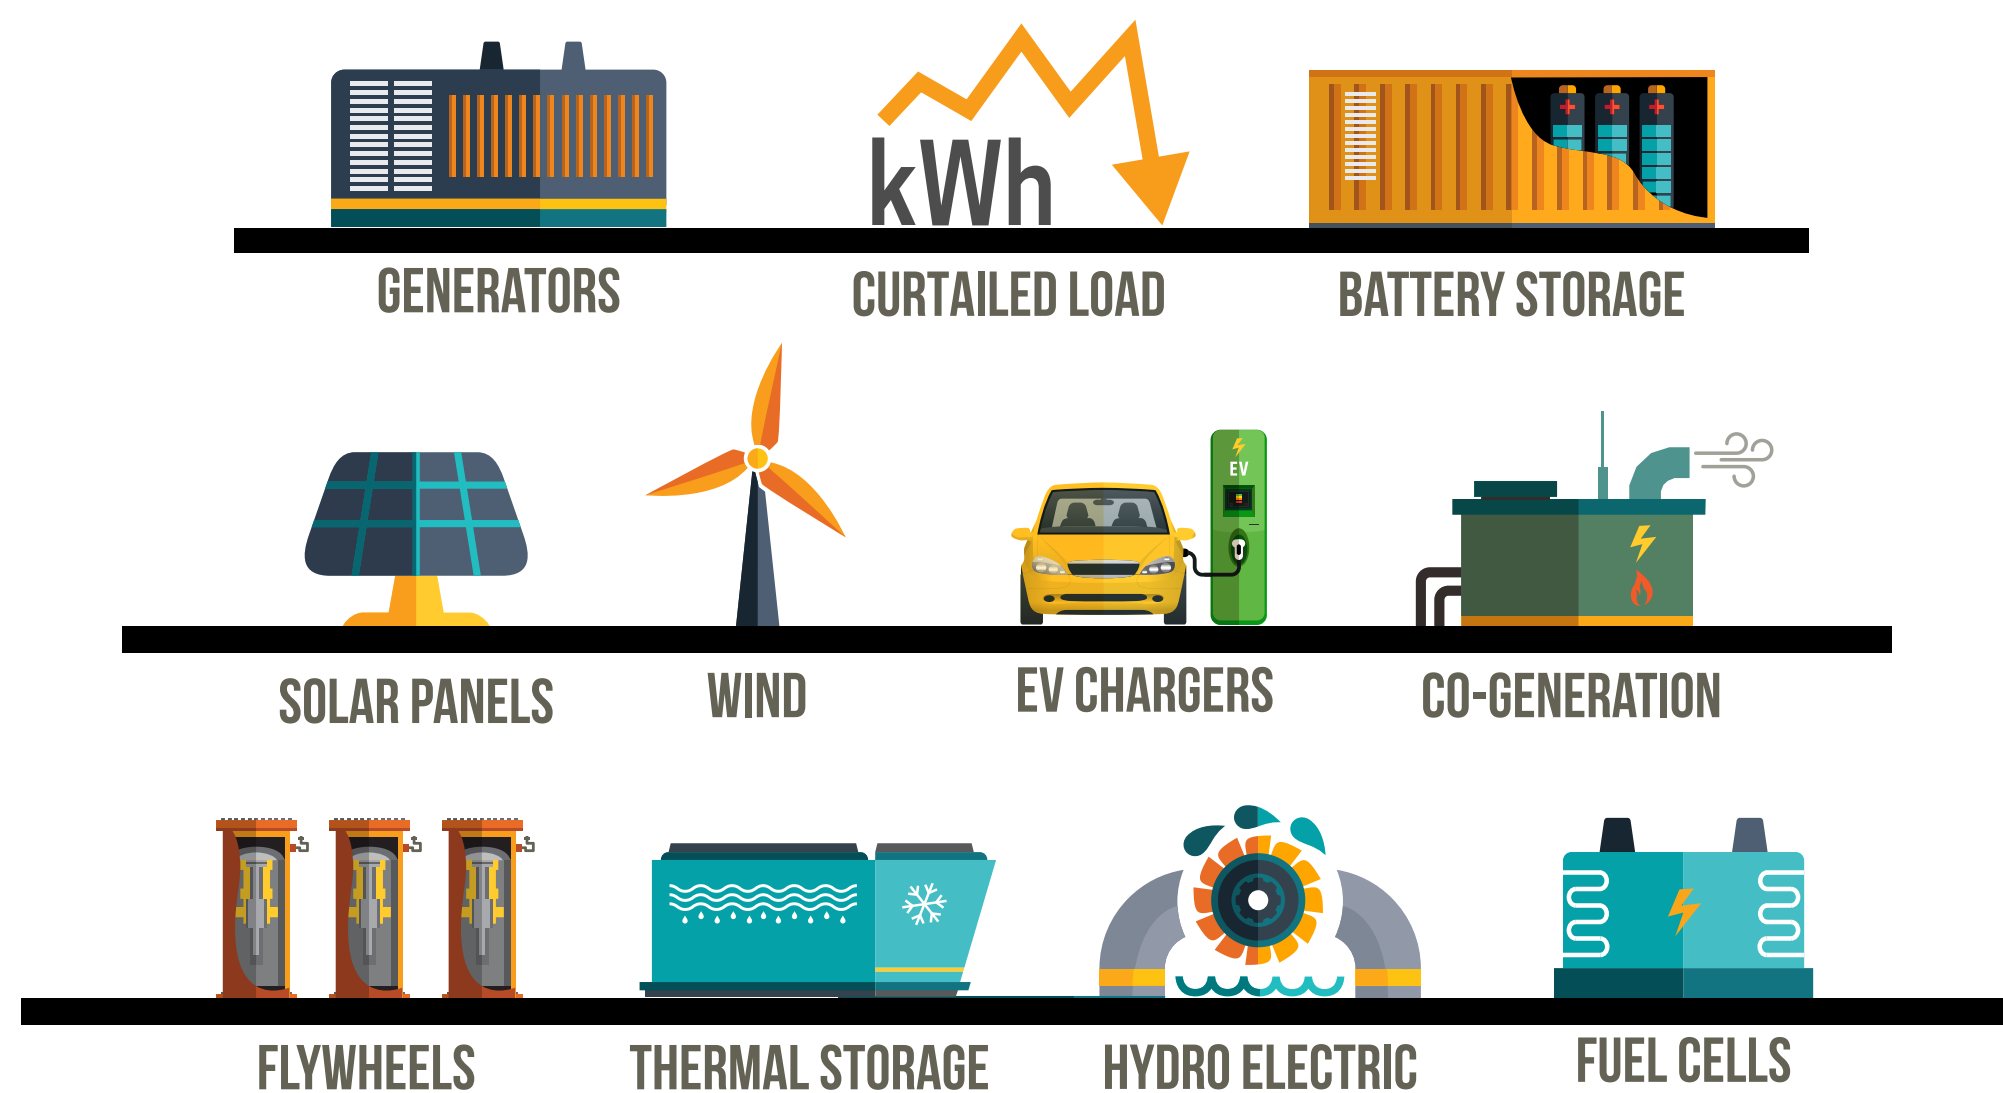 kWh
GENERATORS
CURTAILED LOAD
BATTERY STORAGE
EV
SOLAR PANELS
WIND
EV CHARGERS
CO-GENERATION
FLYWHEELS
THERMAL STORAGE
HYDRO ELECTRIC
FUEL CELLS